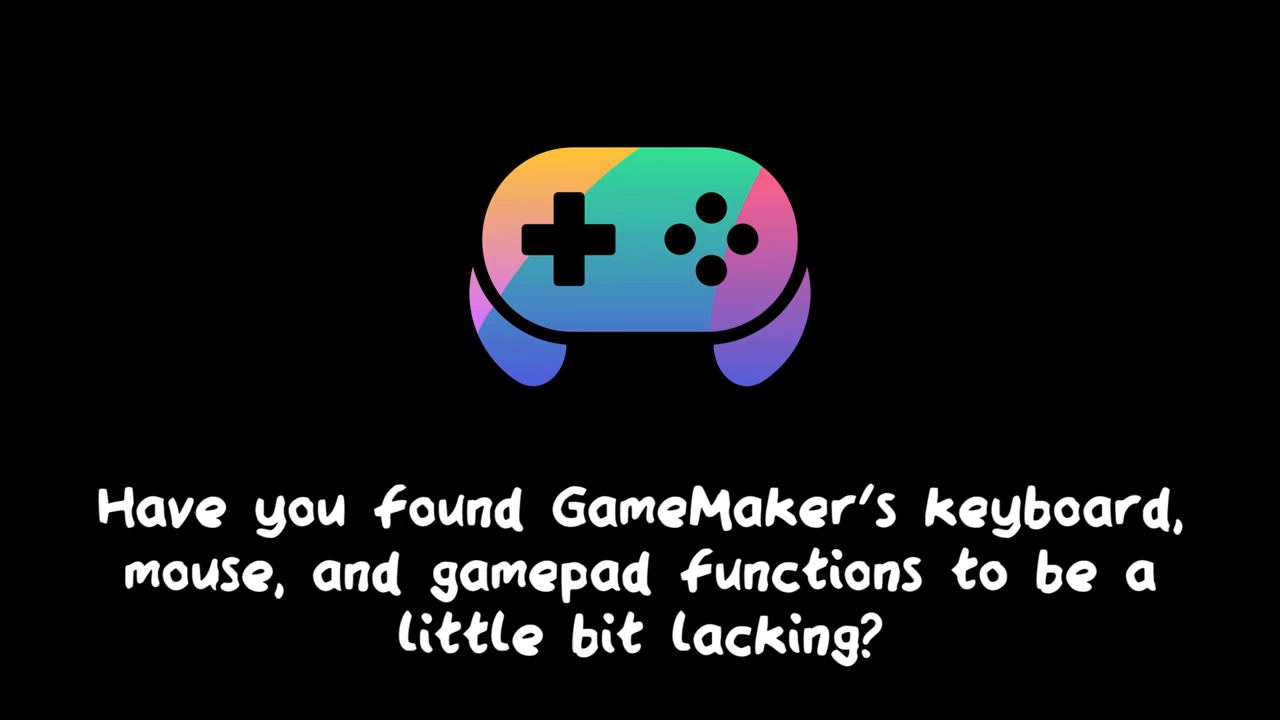 Have you found GameMaker's keyboard,
mouse, and gamepad functions to be a
little bit lacking?